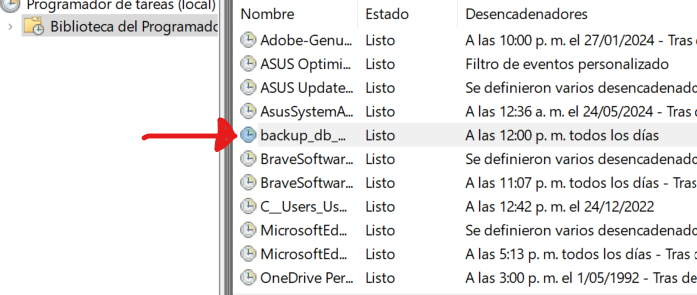 Programador de tareas (local)
Biblioteca del Programad
Nombre Estado Desencadenadores
Adobe-Genu... Listo A las 10:00 p. m. el 27/01/2024 - Tras d
ASUS Optimi... Listo Filtro de eventos personalizado
ASUS Update... Listo Se definieron varios desencadenado
AsusSystemA... Listo A las 12:36 a. m. el 24/05/2024 - Tras
backup_db_... Listo A las 12:00 p. m. todos los días
BraveSoftwar... Listo Se definieron varios desencadenado
BraveSoftwar... Listo A las 11:07 p. m. todos los días - Tras
C__Users_Us... Listo A las 12:42 p. m. el 24/12/2022
MicrosoftEd... Listo Se definieron varios desencadenado
MicrosoftEd... Listo A las 5:13 p. m. todos los días - Tras c
OneDrive Per... Listo A las 3:00 p. m. el 1/05/1992 - Tras de